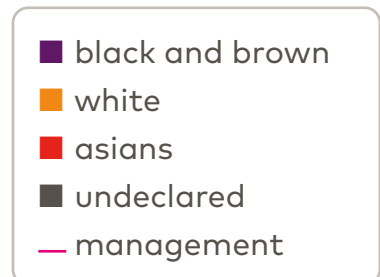 black and brown
white
asians
undeclared
management